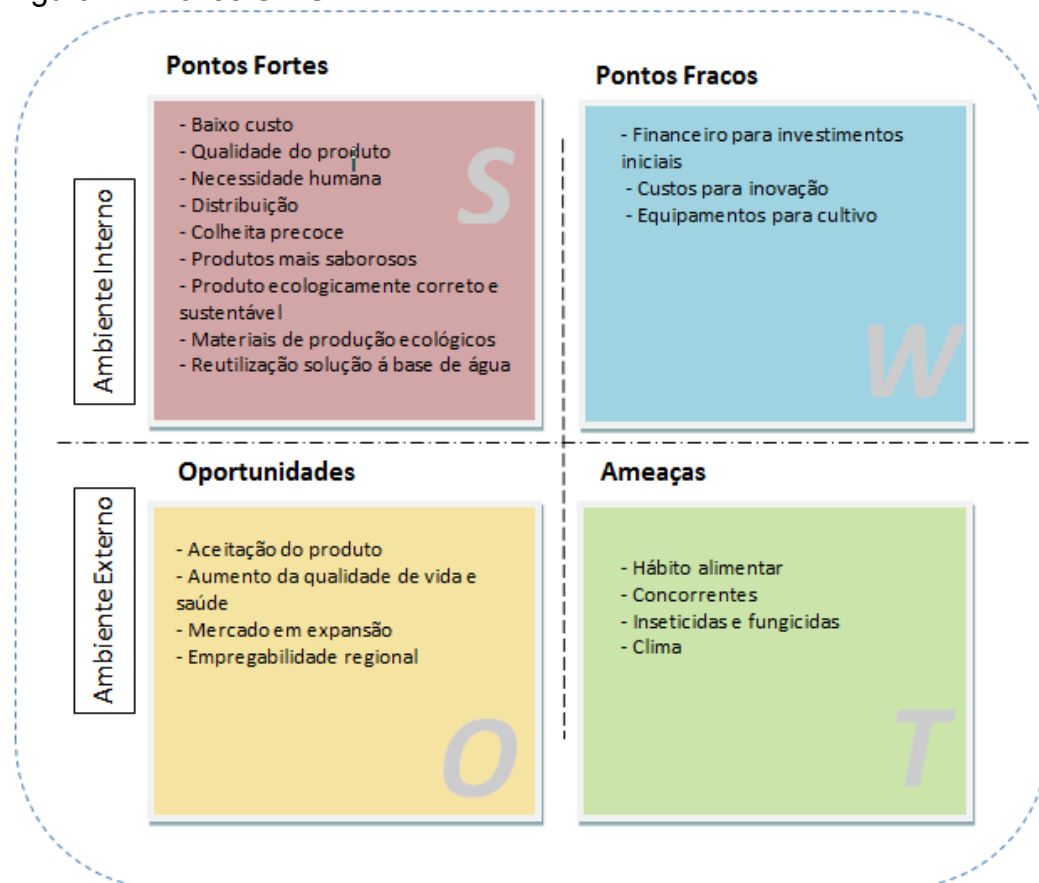 Pontos Fortes
- Baixo custo
- Qualidade do produto
- Necessidade humana
- Distribuição
- Colheita precoce
- Produtos mais saborosos
- Produto ecologicamente correto e
sustentável
- Materiais de produção ecológicos
- Reutilização solução á base de água
S
Pontos Fracos
- Financeiro para investimentos
iniciais
- Custos para inovação
- Equipamentos para cultivo
W
Ambiente Interno
Oportunidades
- Aceitação do produto
- Aumento da qualidade de vida e
saúde
- Mercado em expansão
- Empregabilidade regional
O
Ameaças
- Hábito alimentar
- Concorrentes
- Inseticidas e fungicidas
- Clima
T
Ambiente Externo